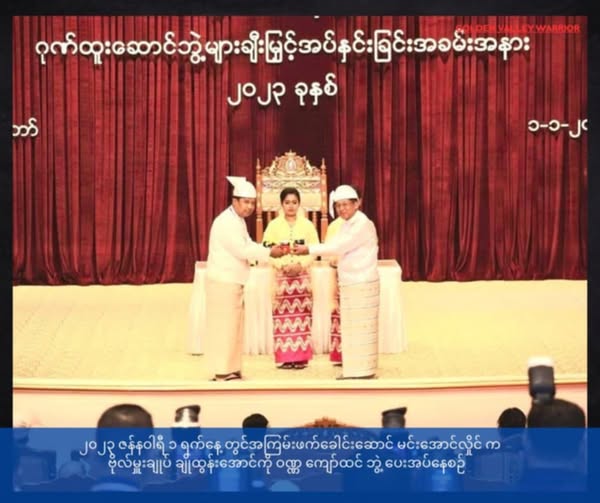 GOLDEN VALLEY WARRIOR
ဂုဏ်ထူးဆောင်ဘွဲ့များချီးမြှင့်အပ်နှင်းခြင်းအခမ်းအနား
၂၀၂၃ ခုနှစ်
၁-၁-၂၀
၂၀၂၃ ဇန်နဝါရီ ၁ ရက်နေ့ တွင်အကြမ်းဖက်ခေါင်းဆောင် မင်းအောင်လှိုင် က
ဗိုလ်မှူးချုပ် ချိုထွန်းအောင်ကို ဝဏ္ဏ ကျော်ထင် ဘွဲ့ ပေးအပ်နေစဉ်